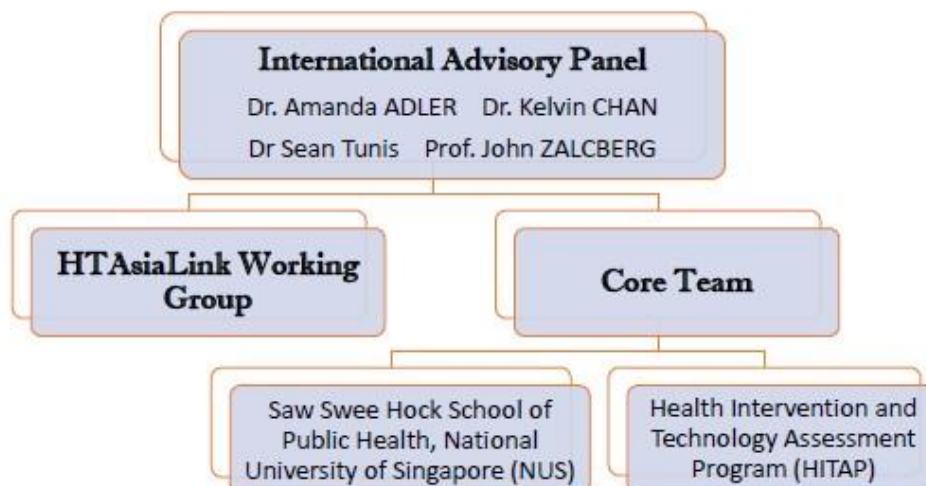 International Advisory Panel
Dr. Amanda ADLER Dr. Kelvin CHAN
Dr Sean Tunis Prof. John ZALCBERG
HTAsiaLink Working
Group
Core Team
Saw Swee Hock School of
Public Health, National
University of Singapore (NUS)
Health Intervention and
Technology Assessment
Program (HITAP)